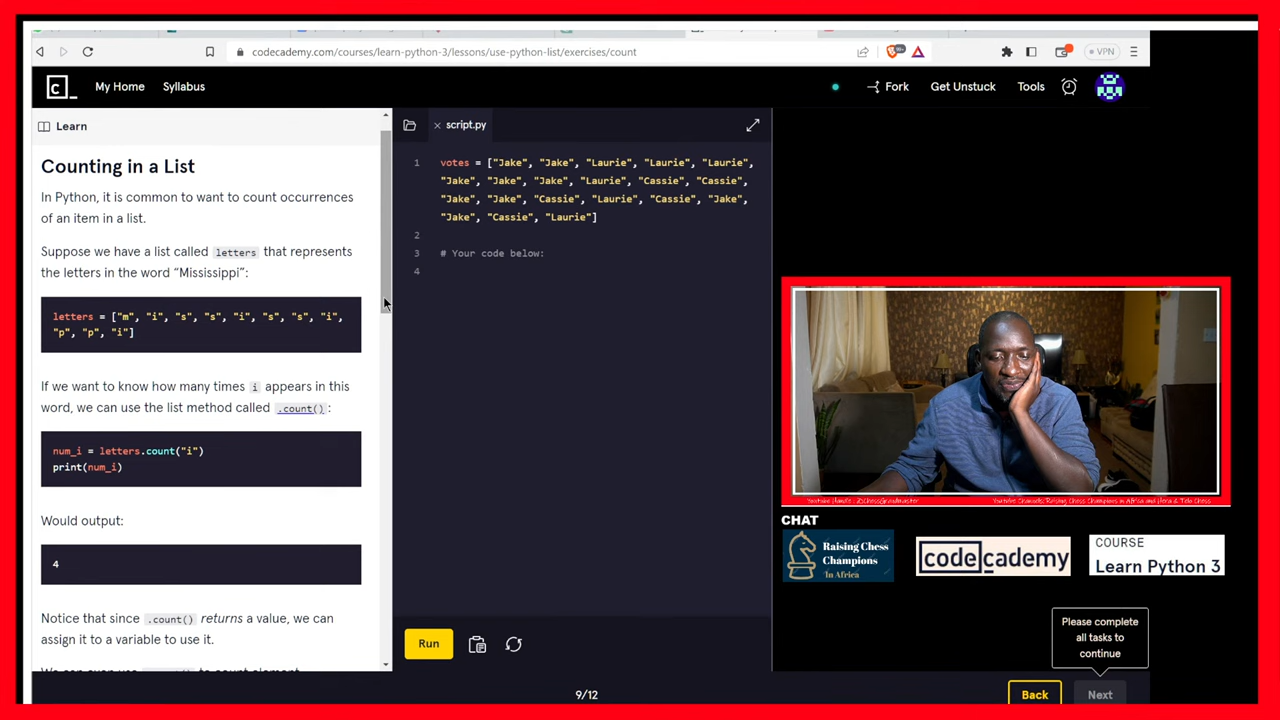 codecademy.com/courses/learn-python-3/lessons/use-python-list/exercises/count
VPN
c
My Home
Syllabus
Fork
Get Unstuck
Tools
Learn
Counting in a List
In Python, it is common to want to count occurrences
of an item in a list.
Suppose we have a list called letters that represents
the letters in the word “Mississippi”:
letters = ["m", "i", "s", "s", "i", "s", "s", "i",
"p", "p", "i"]
If we want to know how many times i appears in this
word, we can use the list method called .count():
num_i = letters.count("i")
print(num_i)
Would output:
4
Notice that since .count() returns a value, we can
assign it to a variable to use it.
script.py
1 votes = ["Jake", "Jake", "Laurie", "Laurie", "Laurie",
"Jake", "Jake", "Jake", "Laurie", "Cassie", "Cassie",
"Jake", "Jake", "Cassie", "Laurie", "Cassie", "Jake",
"Jake", "Cassie", "Laurie"]
2
3 # Your code below:
4
Run
CHAT
Raising Chess
Champions
In Africa
codecademy
COURSE
Learn Python 3
Please complete
all tasks to
continue
9/12
Back
Next